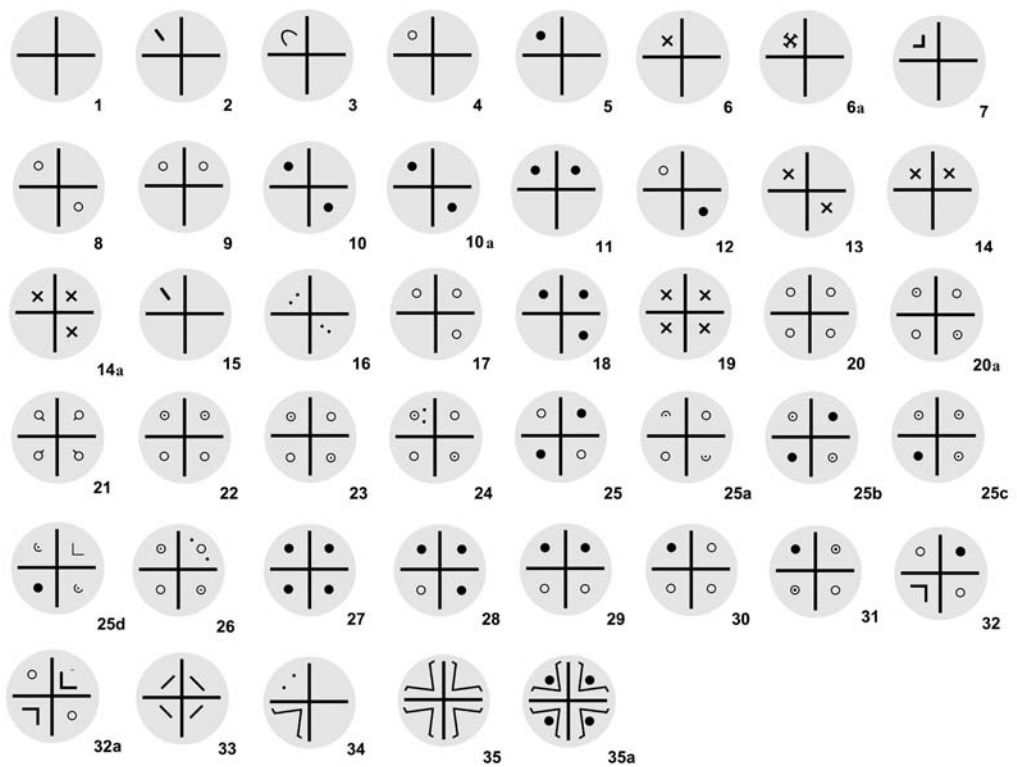 1 2 3 4 5 6 6a 7
8 9 10 10a 11 12 13 14
14a 15 16 17 18 19 20 20a
21 22 23 24 25 25a 25b 25c
25d 26 27 28 29 30 31 32
32a 33 34 35 35a